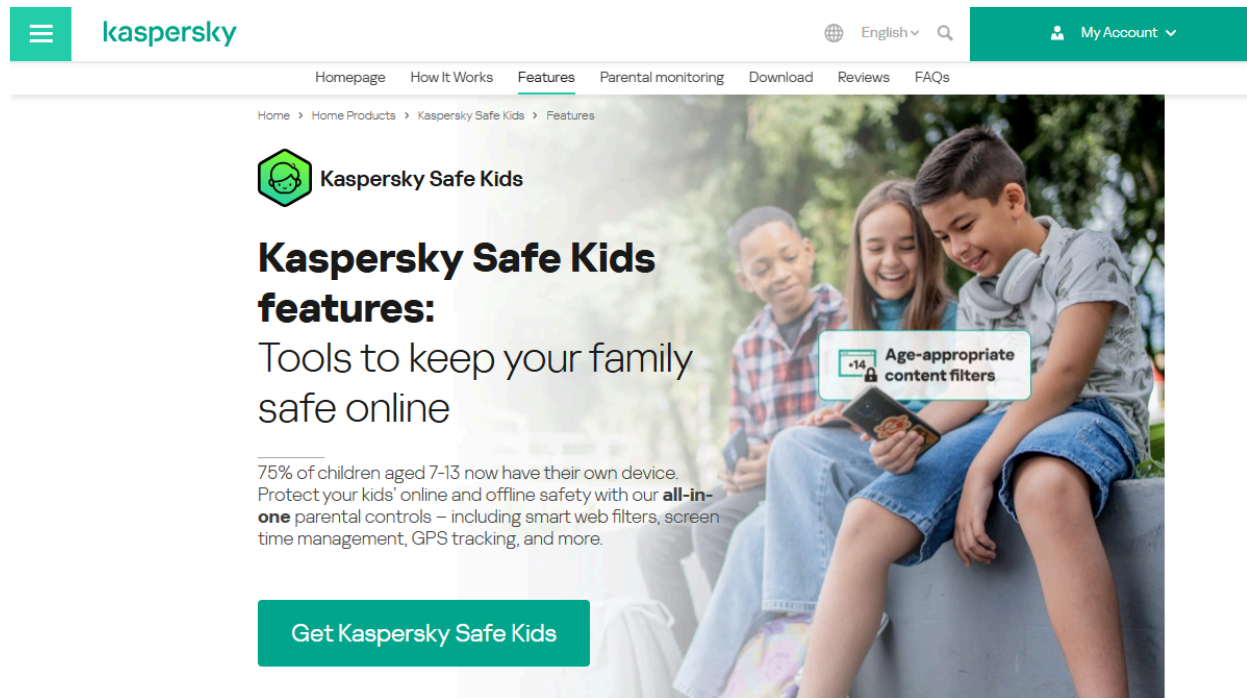 kaspersky
English
My Account
Homepage How It Works Features Parental monitoring Download Reviews FAQs
Home > Home Products > Kaspersky Safe Kids > Features
Kaspersky Safe Kids
Kaspersky Safe Kids
features:
Tools to keep your family
safe online
+14
Age-appropriate
content filters
75% of children aged 7-13 now have their own device.
Protect your kids' online and offline safety with our all-in-
one parental controls – including smart web filters, screen
time management, GPS tracking, and more.
Get Kaspersky Safe Kids